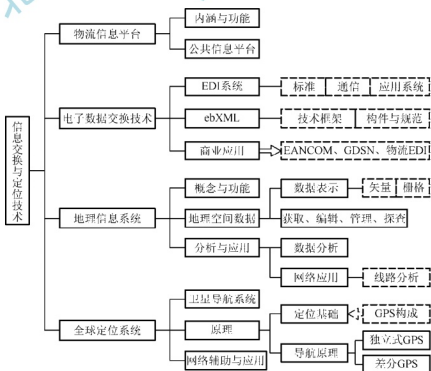 信息交换与定位技术
物流信息平台
内涵与功能
公共信息平台
电子数据交换技术
EDI系统
标准
通信
应用系统
ebXML
技术框架
构件与规范
商业应用
EANCOM、GDSN、物流EDI
地理信息系统
概念与功能
地理空间数据
数据表示
矢量
栅格
获取、编辑、管理、探查
分析与应用
数据分析
网络应用
线路分析
全球定位系统
卫星导航系统
原理
定位基础
GPS构成
导航原理
独立式GPS
差分GPS
网络辅助与应用